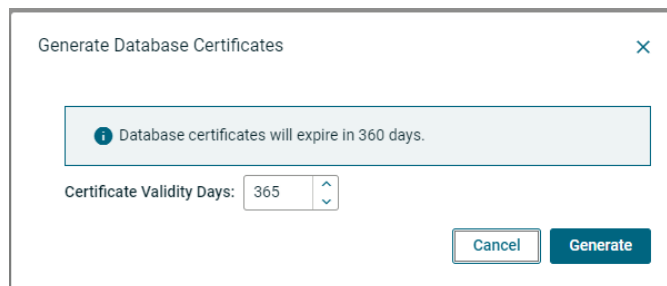 Generate Database Certificates
Database certificates will expire in 360 days.
Certificate Validity Days: 365
Cancel Generate